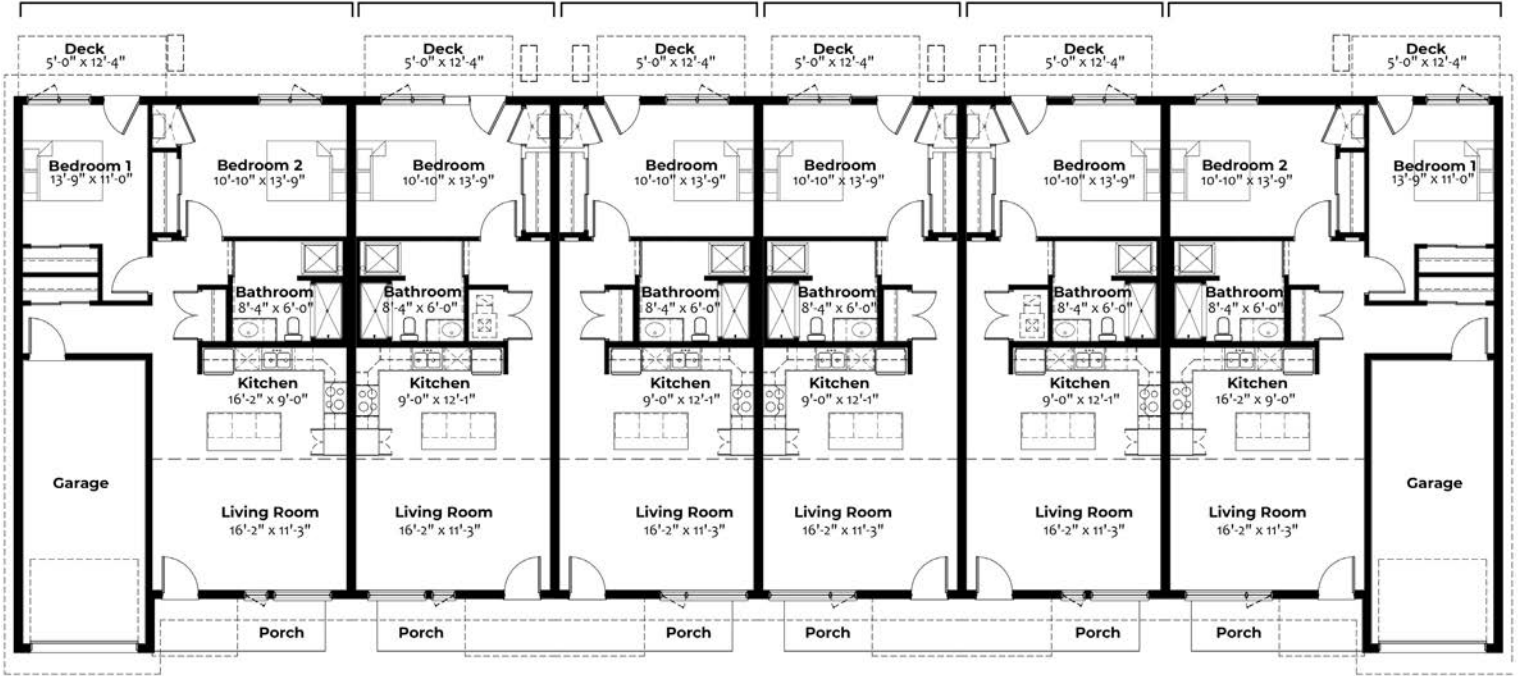 Deck
5'-0" x 12'-4"
Deck
5'-0" x 12'-4"
Deck
5'-0" x 12'-4"
Deck
5'-0" x 12'-4"
Deck
5'-0" x 12'-4"
Deck
5'-0" x 12'-4"
Bedroom 1
13'-9" x 11'-0"
Bedroom 2
10'-10" x 13'-9"
Bedroom
10'-10" x 13'-9"
Bedroom
10'-10" x 13'-9"
Bedroom
10'-10" x 13'-9"
Bedroom
10'-10" x 13'-9"
Bedroom 2
10'-10" x 13'-9"
Bedroom 1
13'-9" x 11'-0"
Bathroom
8'-4" x 6'-0"
Bathroom
8'-4" x 6'-0"
Bathroom
8'-4" x 6'-0"
Bathroom
8'-4" x 6'-0"
Bathroom
8'-4" x 6'-0"
Bathroom
8'-4" x 6'-0"
Kitchen
16'-2" x 9'-0"
Kitchen
9'-0" x 12'-1"
Kitchen
9'-0" x 12'-1"
Kitchen
9'-0" x 12'-1"
Kitchen
9'-0" x 12'-1"
Kitchen
16'-2" x 9'-0"
Garage
Living Room
16'-2" x 11'-3"
Living Room
16'-2" x 11'-3"
Living Room
16'-2" x 11'-3"
Living Room
16'-2" x 11'-3"
Living Room
16'-2" x 11'-3"
Living Room
16'-2" x 11'-3"
Garage
Porch
Porch
Porch
Porch
Porch
Porch